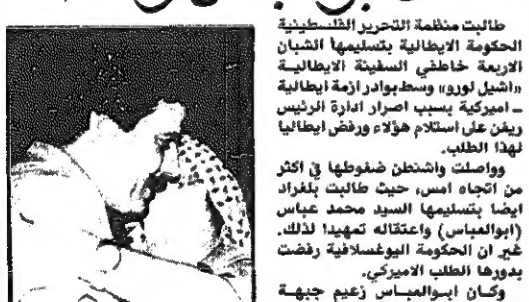 طالبت منظمة التحرير الفلسطينية
الحكومة الايطالية بتسليمها الشبان
الاربعة خاطفي السفينة الايطالية
«اشيل لورو» وسط بوادر ازمة ايطالية
ـ اميركية بسبب اصرار ادارة الرئيس
ريغن على استلام هؤلاء ورفض ايطاليا
لهذا الطلب.
وواصلت واشنطن ضغوطها في اكثر
من اتجاه امس، حيث طالبت بلغراد
ايضا بتسليمها السيد محمد عباس
(ابوالعباس) واعتقاله تمهيدا لذلك.
غير ان الحكومة اليوغسلافية رفضت
بدورها الطلب الاميركي.
وكان ابوالعباس زعيم جبهة